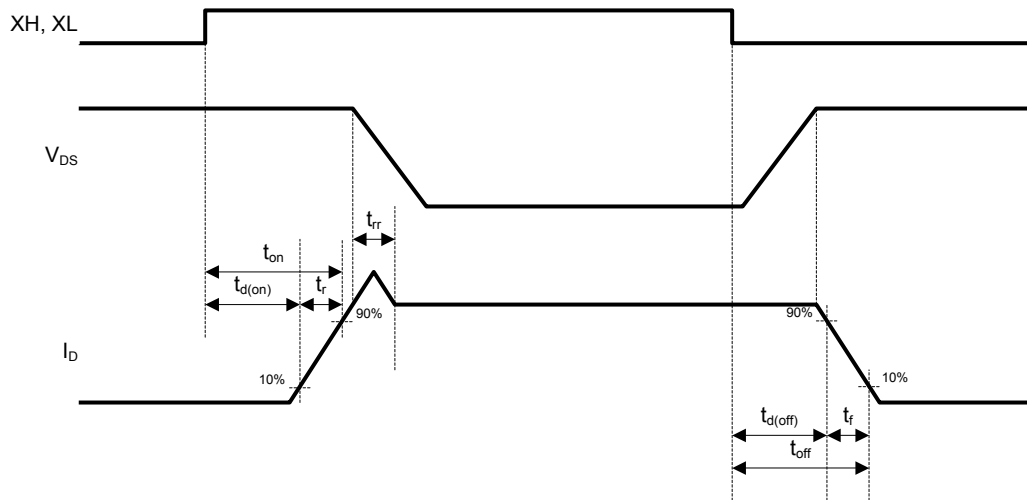 XH, XL
VDS
trr
ton
td(on) tr
90%
90%
ID
10%
10%
td(off) tf
toff